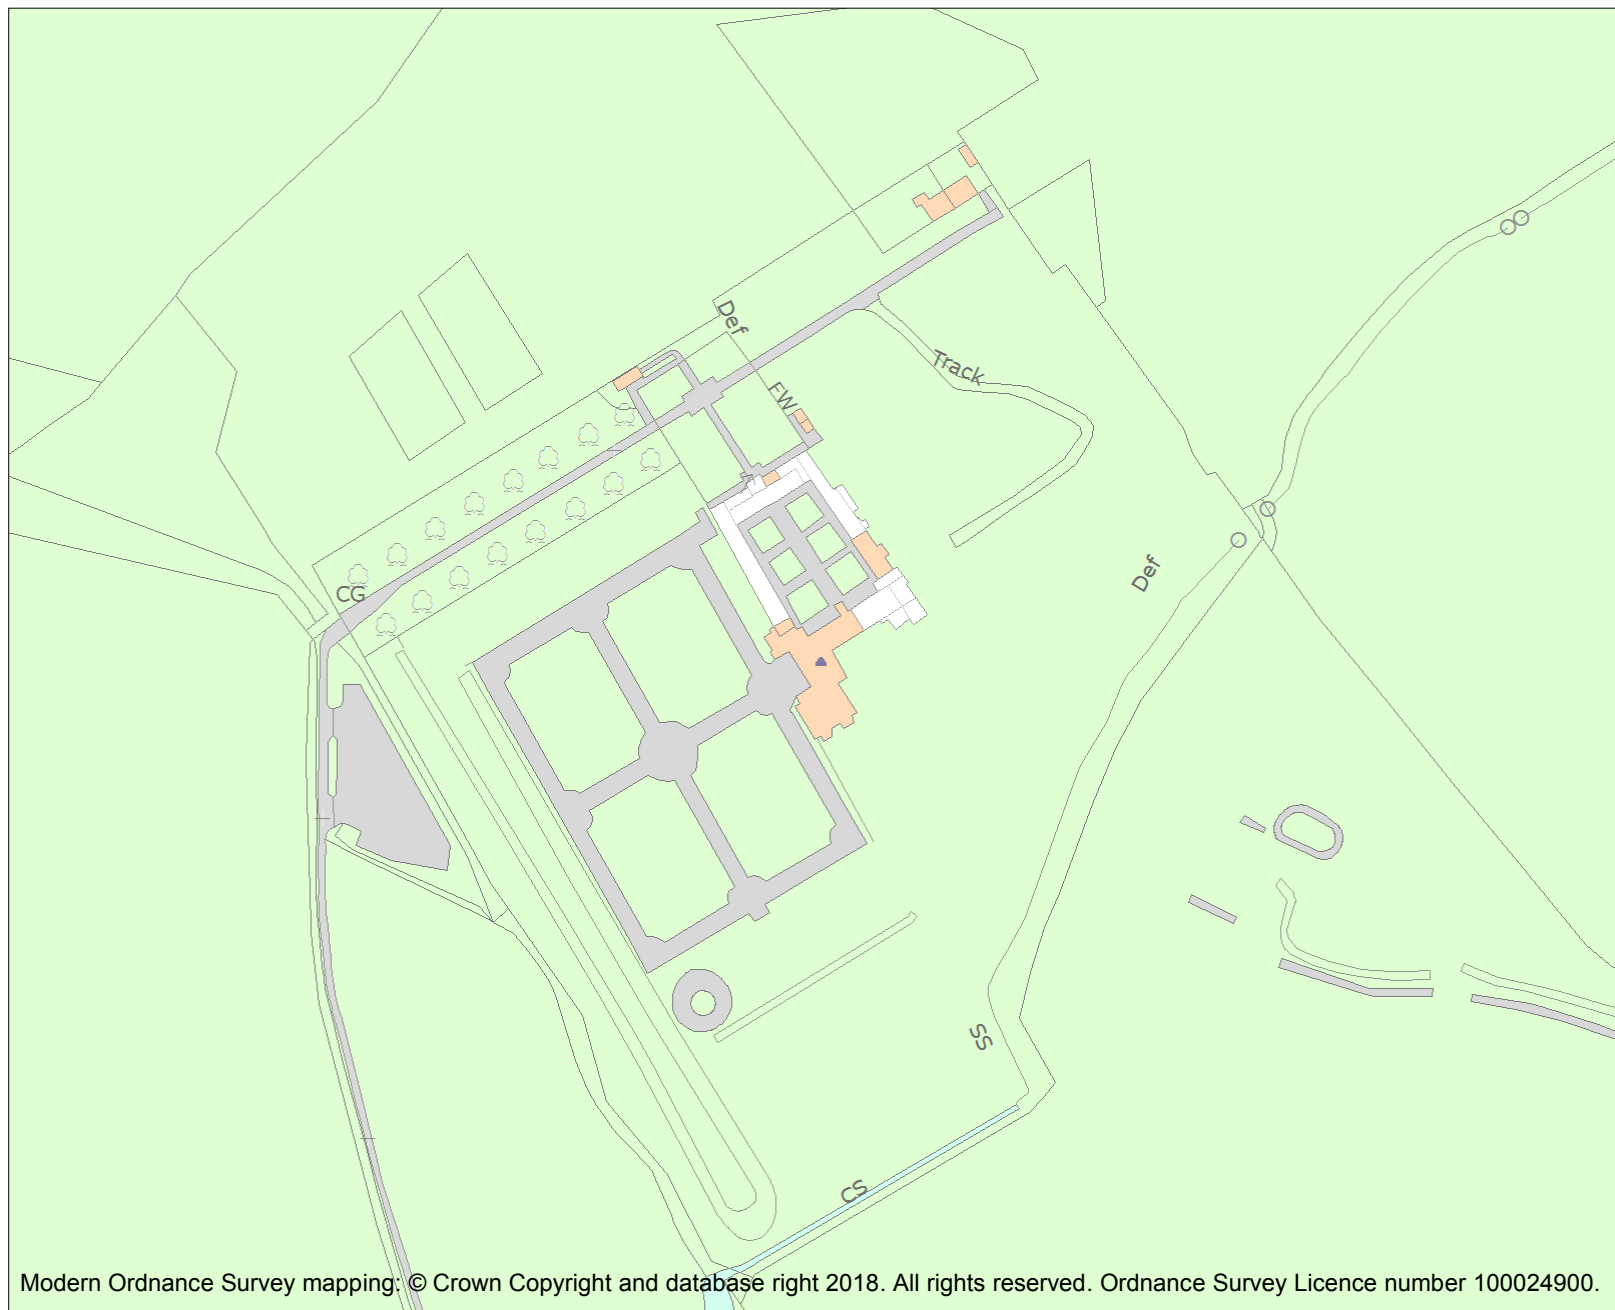 Def
Track
FW
Def
CG
SS
CS
Modern Ordnance Survey mapping: © Crown Copyright and database right 2018. All rights reserved. Ordnance Survey Licence number 100024900.